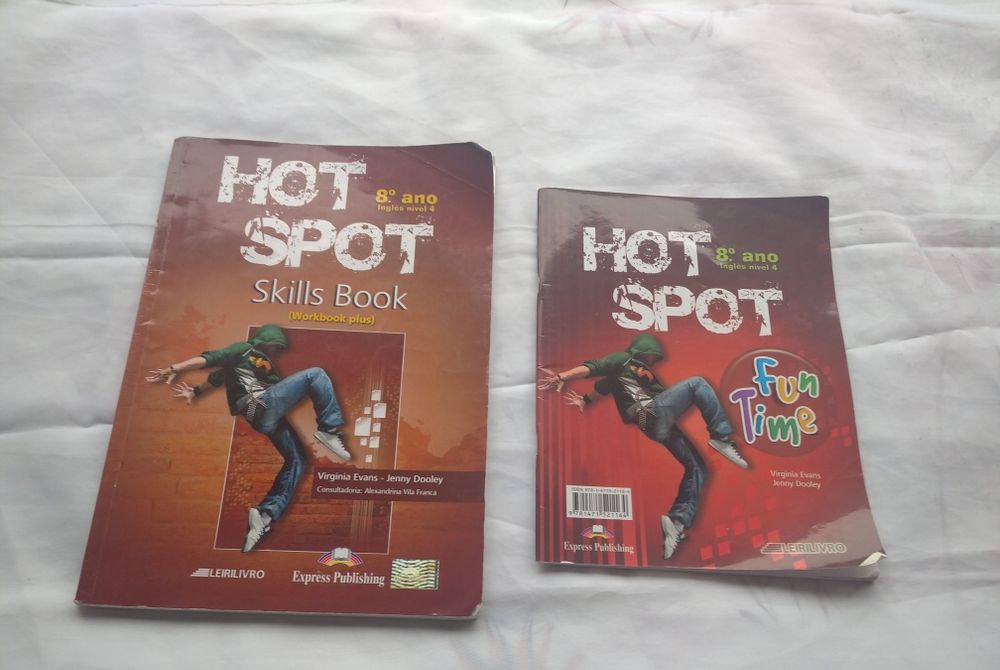 HOT
8º ano
Inglês nível 4
SPOT
Skills Book
(Workbook plus)
Virginia Evans - Jenny Dooley
Consultadoria: Alexandrina Vila Franca
LEIRILIVRO
Express Publishing
HOT
8º ano
Inglês nível 4
SPOT
Fun
Time
Virginia Evans
Jenny Dooley
9781471521164
Express Publishing
LEIRILIVRO